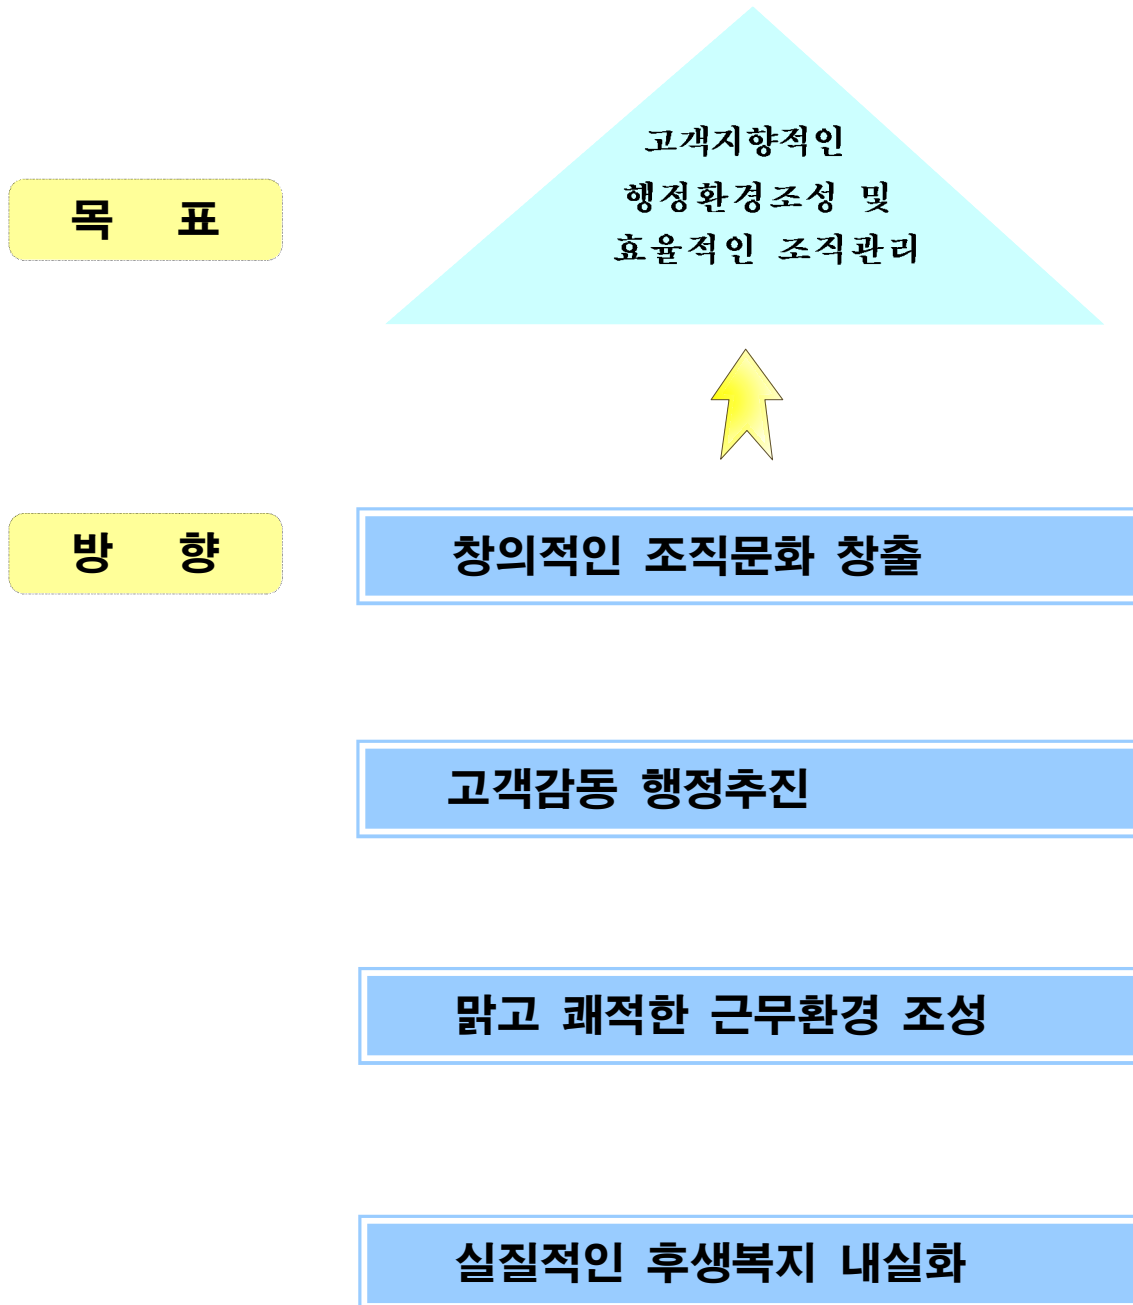 고객지향적인
행정환경조성 및
효율적인 조직관리
목 표
방 향
창의적인 조직문화 창출
고객감동 행정추진
맑고 쾌적한 근무환경 조성
실질적인 후생복지 내실화